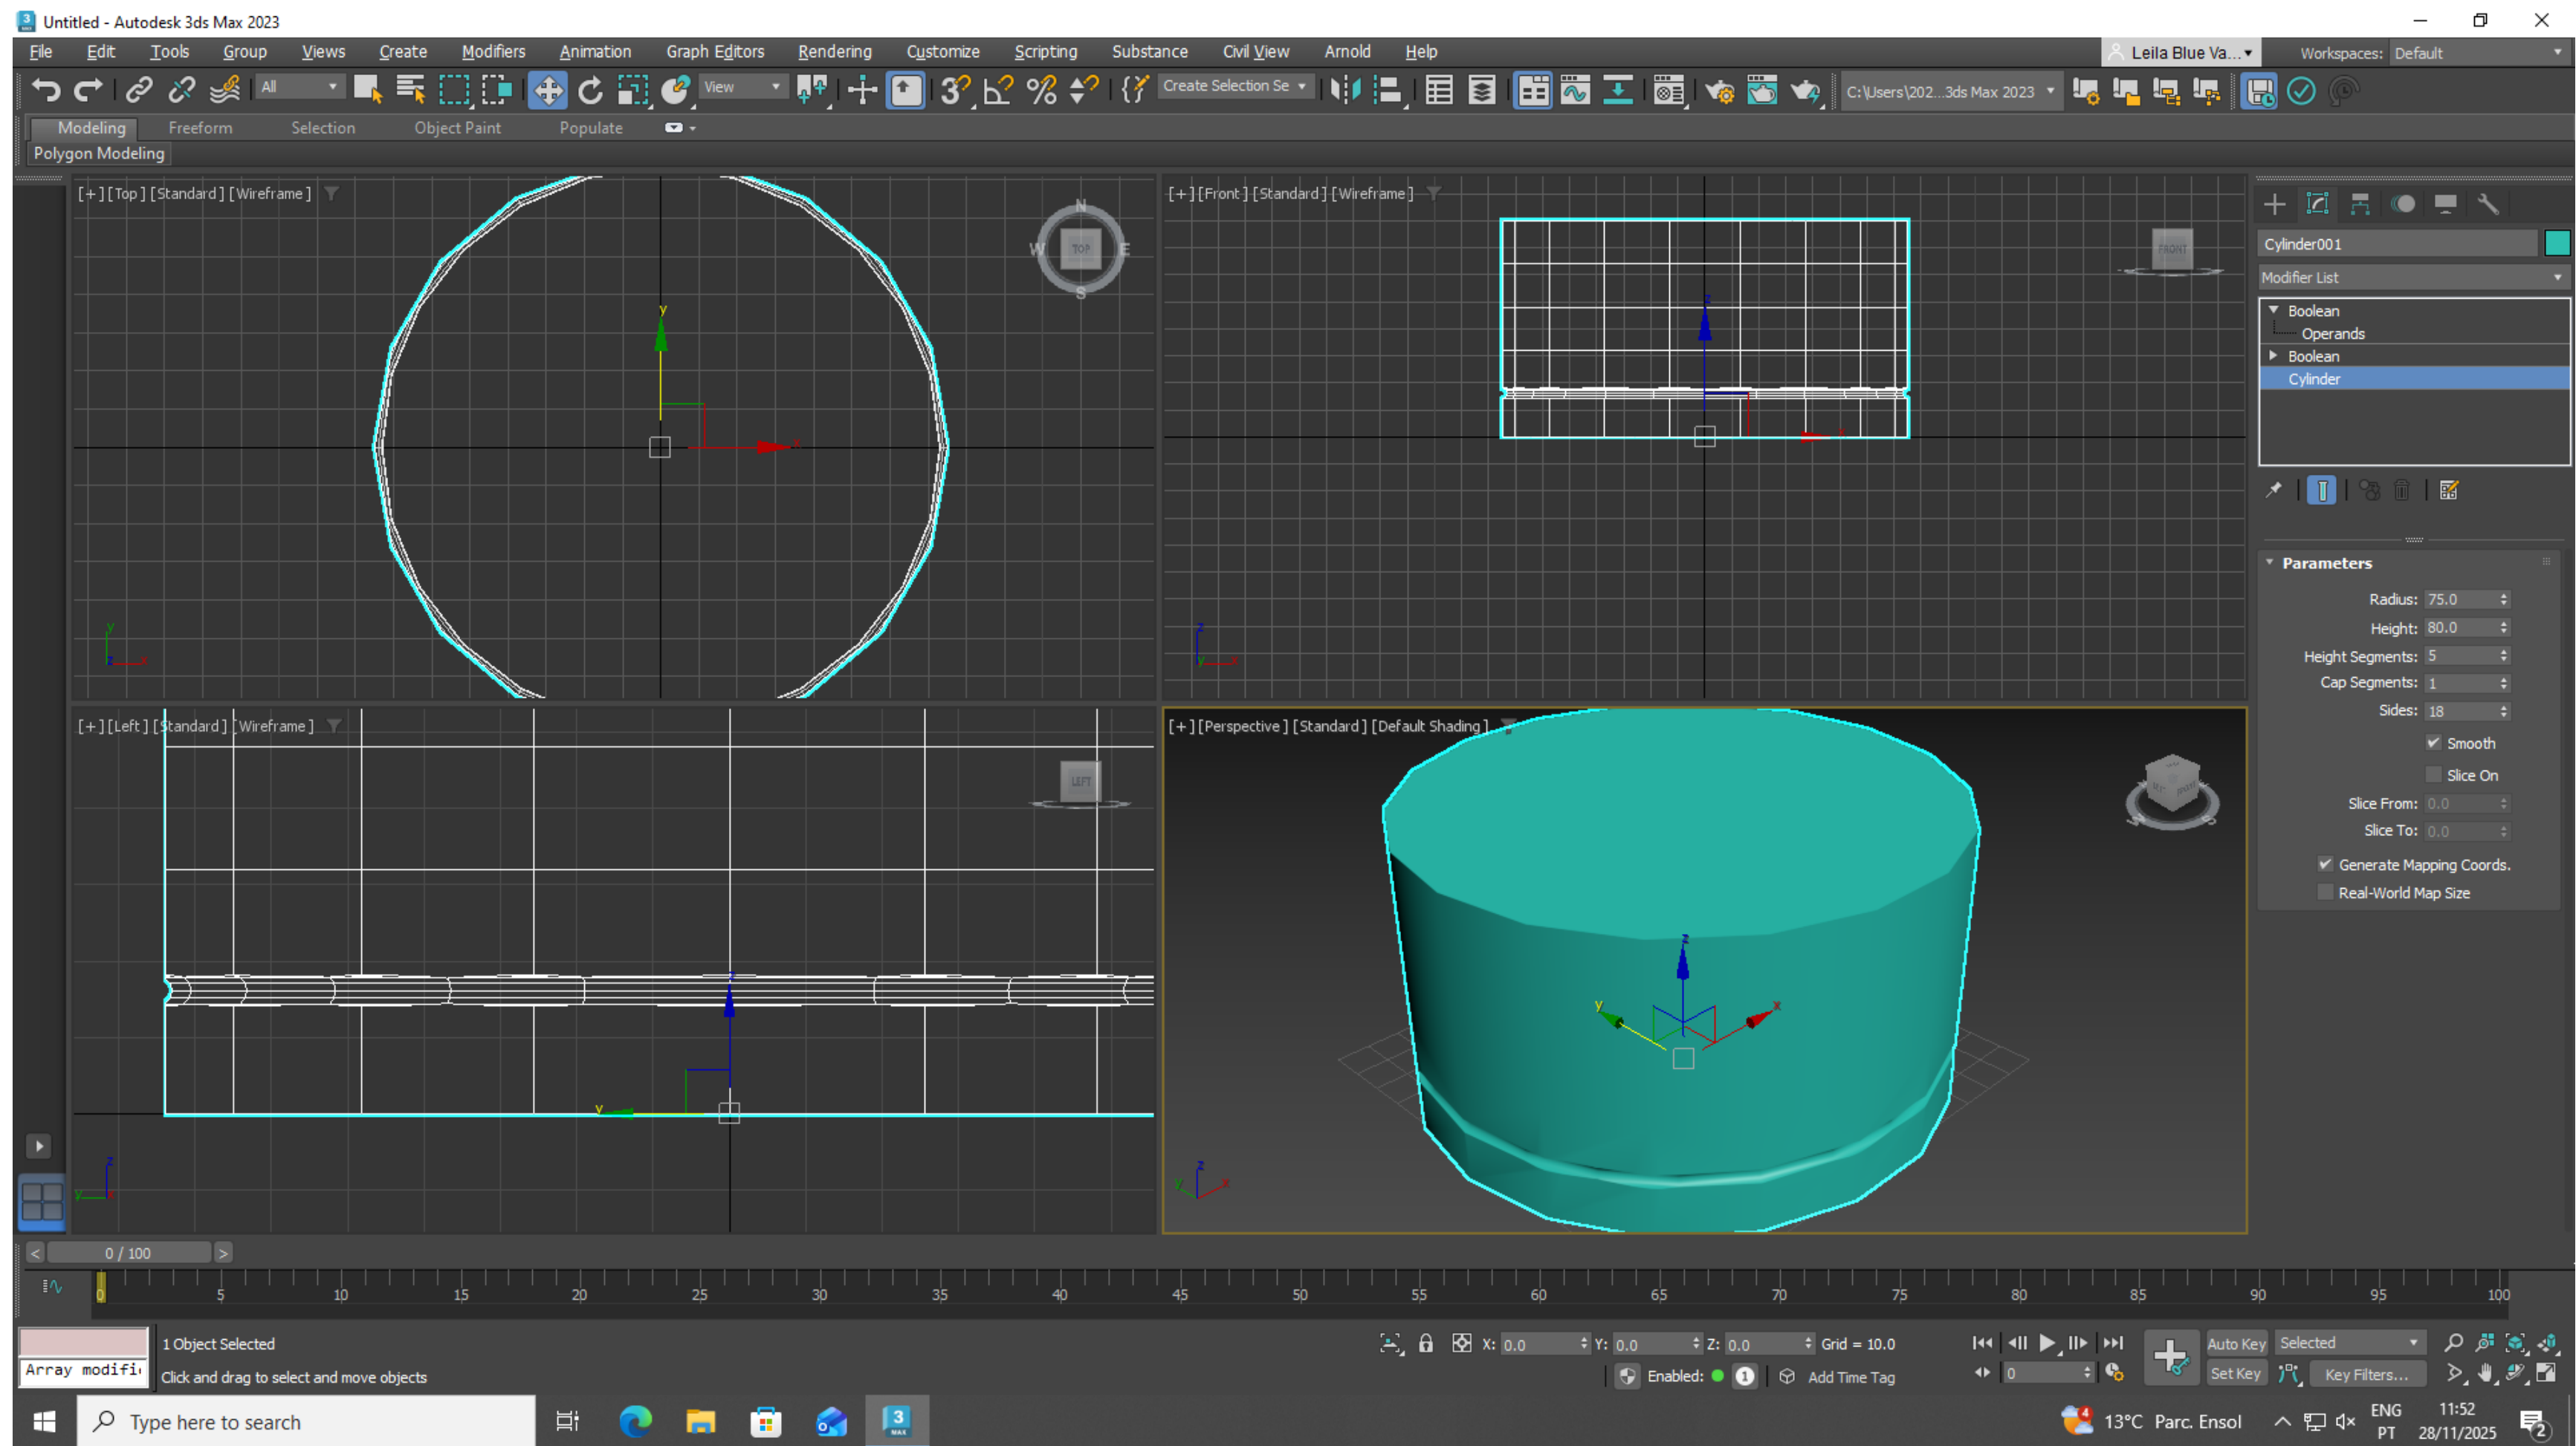 Untitled - Autodesk 3ds Max 2023
File Edit Tools Group Views Create Modifiers Animation Graph Editors Rendering Customize Scripting Substance Civil View Arnold Help
Leila Blue Va...
Workspaces: Default
All
View
Create Selection Se
C:\Users\202...3ds Max 2023
Modeling Freeform Selection Object Paint Populate
Polygon Modeling
[+] [Top] [Standard] [Wireframe]
N
W TOP E
S
y
x
[+] [Front] [Standard] [Wireframe]
FRONT
z
Cylinder001
Modifier List
Boolean
Operands
Boolean
Cylinder
Parameters
Radius: 75.0
Height: 80.0
Height Segments: 5
Cap Segments: 1
Sides: 18
Smooth
Slice On
Slice From: 0.0
Slice To: 0.0
Generate Mapping Coords.
Real-World Map Size
[+] [Left] [Standard] [Wireframe]
LEFT
z
y
[+] [Perspective] [Standard] [Default Shading]
z
y
x
< 0 / 100 >
0 5 10 15 20 25 30 35 40 45 50 55 60 65 70 75 80 85 90 95 100
1 Object Selected
Array modifi
Click and drag to select and move objects
X: 0.0 Y: 0.0 Z: 0.0 Grid = 10.0
Enabled: 1 Add Time Tag
0
Auto Key Selected
Set Key Key Filters...
Type here to search
3
MAX
4
13°C Parc. Ensol
ENG
PT
11:52
28/11/2025
2